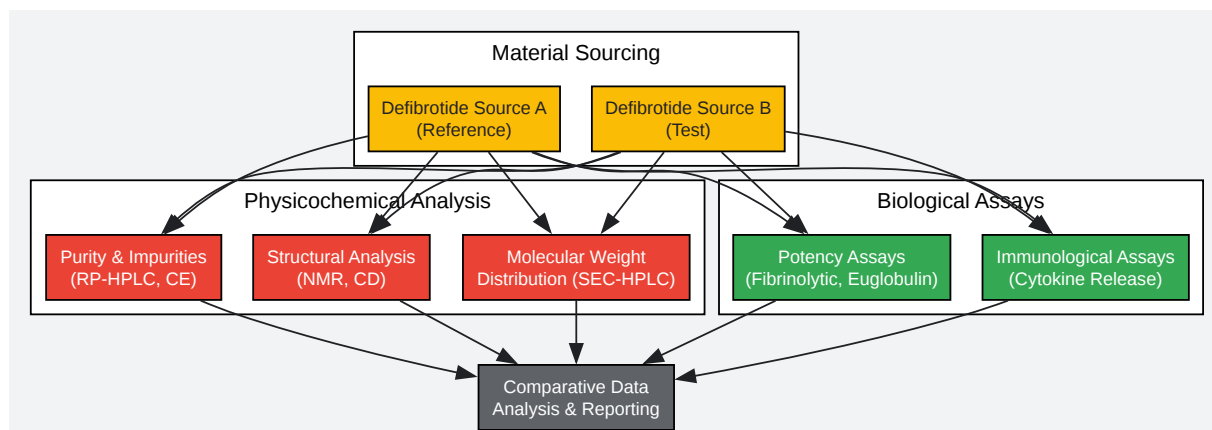 Material Sourcing
Defibrotide Source A
(Reference)
Defibrotide Source B
(Test)
Physicochemical Analysis
Biological Assays
Purity & Impurities
(RP-HPLC, CE)
Structural Analysis
(NMR, CD)
Molecular Weight
Distribution (SEC-HPLC)
Potency Assays
(Fibrinolytic, Euglobulin)
Immunological Assays
(Cytokine Release)
Comparative Data
Analysis & Reporting